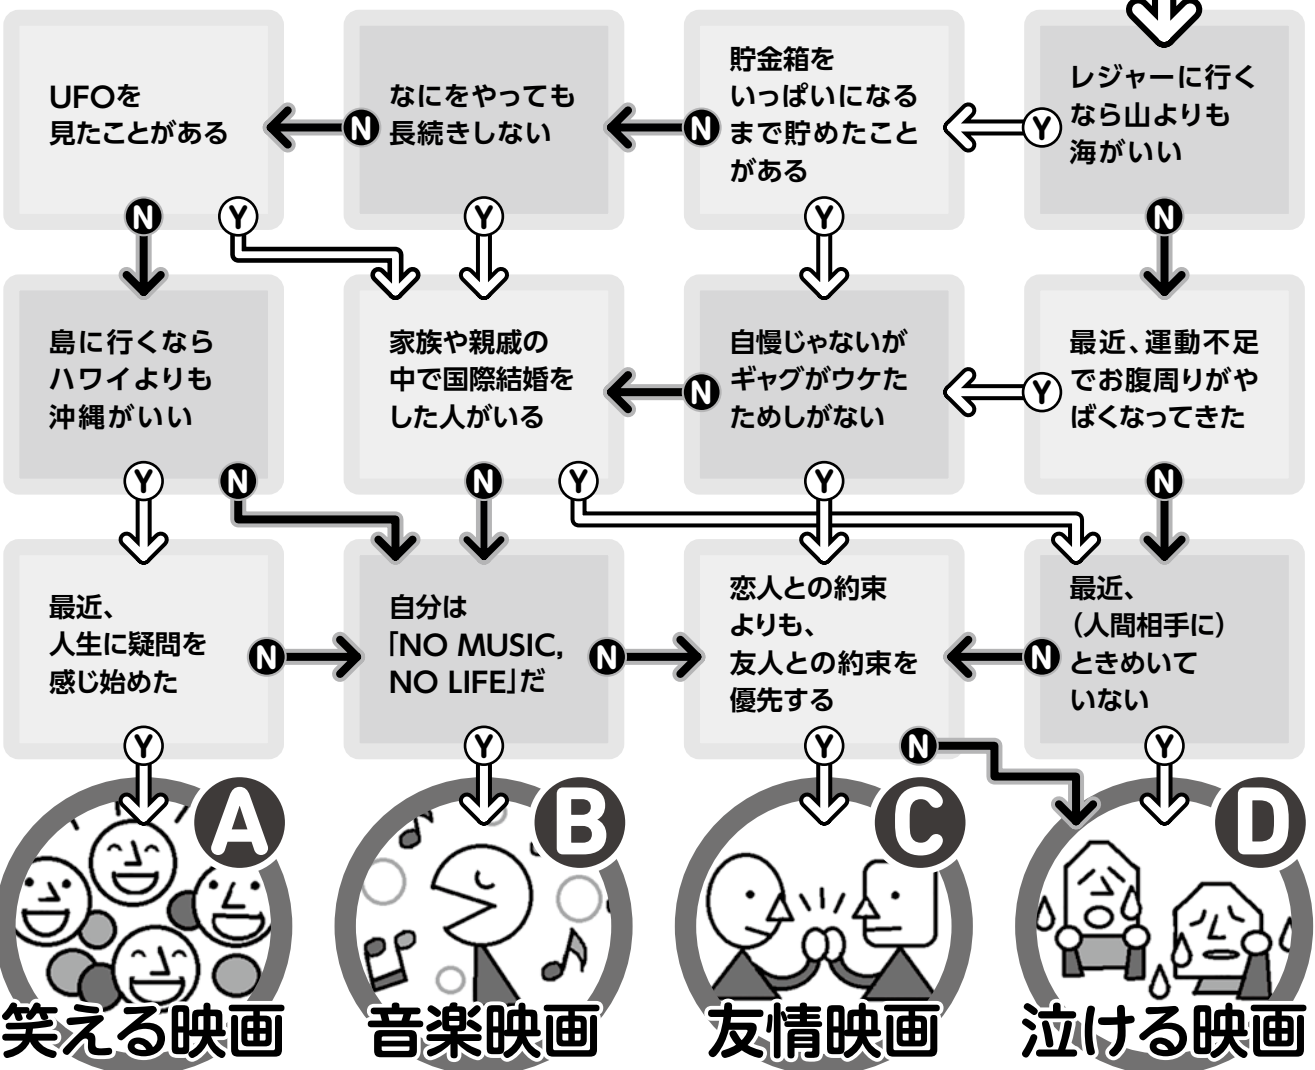 UFOを
見たことがある
N
Y
なにをやっても
長続きしない
N
Y
貯金箱を
いっぱいになる
まで貯めたこと
がある
N
Y
レジャーに行く
なら山よりも
海がいい
Y
N
島に行くなら
ハワイよりも
沖縄がいい
Y
N
家族や親戚の
中で国際結婚を
した人がいる
N
Y
自慢じゃないが
ギャグがウケた
ためしがない
N
Y
最近、運動不足
でお腹周りがや
ばくなってきた
Y
N
最近、
人生に疑問を
感じ始めた
N
Y
自分は
「NO MUSIC,
NO LIFE」だ
N
Y
恋人との約束
よりも、
友人との約束を
優先する
Y
N
最近、
（人間相手に）
ときめいて
いない
N
Y
A
笑える映画
B
音楽映画
C
友情映画
D
泣ける映画